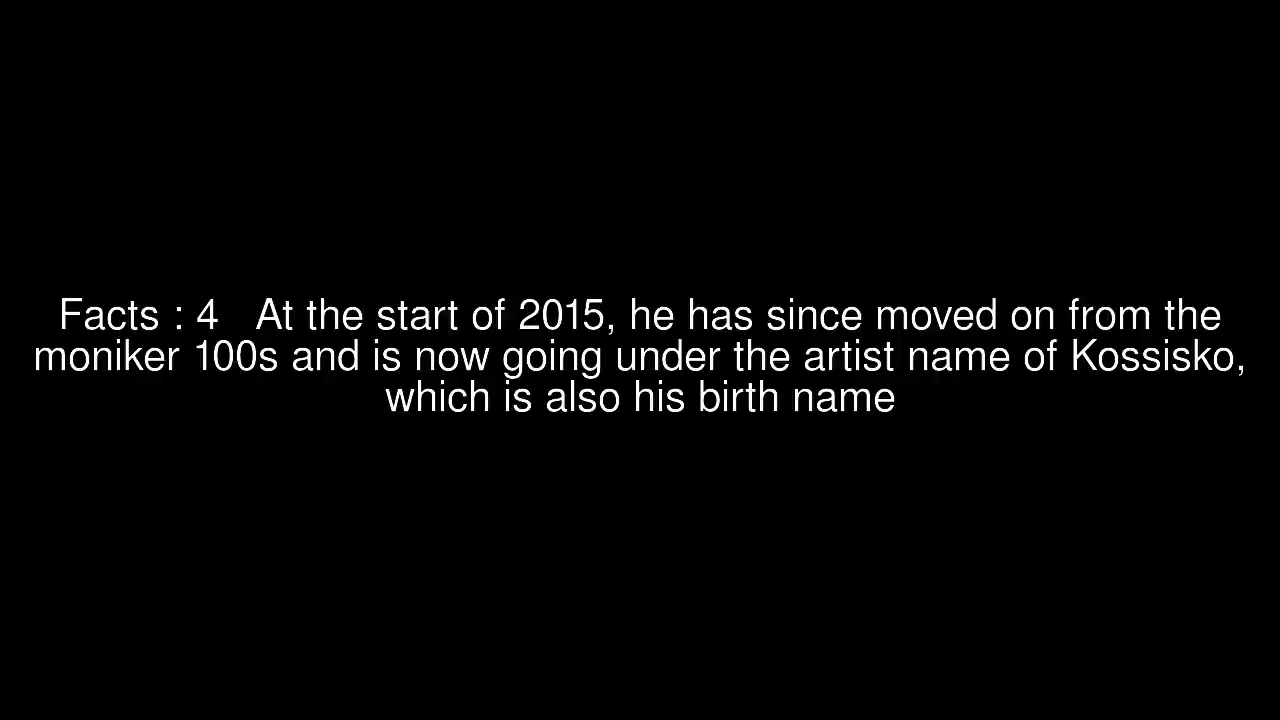 Facts : 4   At the start of 2015, he has since moved on from the
moniker 100s and is now going under the artist name of Kossisko,
which is also his birth name